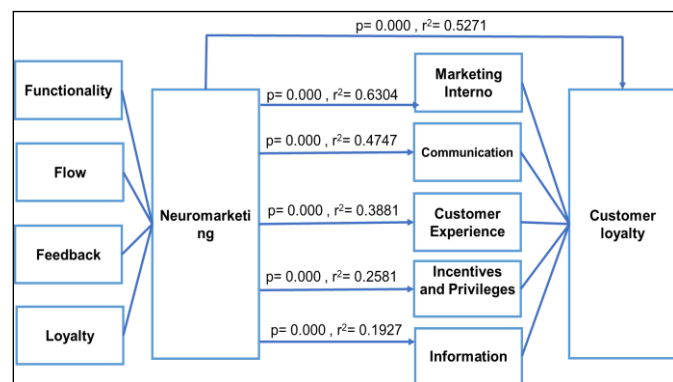 p= 0.000 , r²= 0.5271
Functionality
Flow
Feedback
Loyalty
Neuromarketi
ng
p= 0.000 , r²= 0.6304
p= 0.000 , r²= 0.4747
p= 0.000 , r²= 0.3881
p= 0.000 , r²= 0.2581
p= 0.000 , r²= 0.1927
Marketing
Interno
Communication
Customer
Experience
Incentives
and Privileges
Information
Customer
loyalty